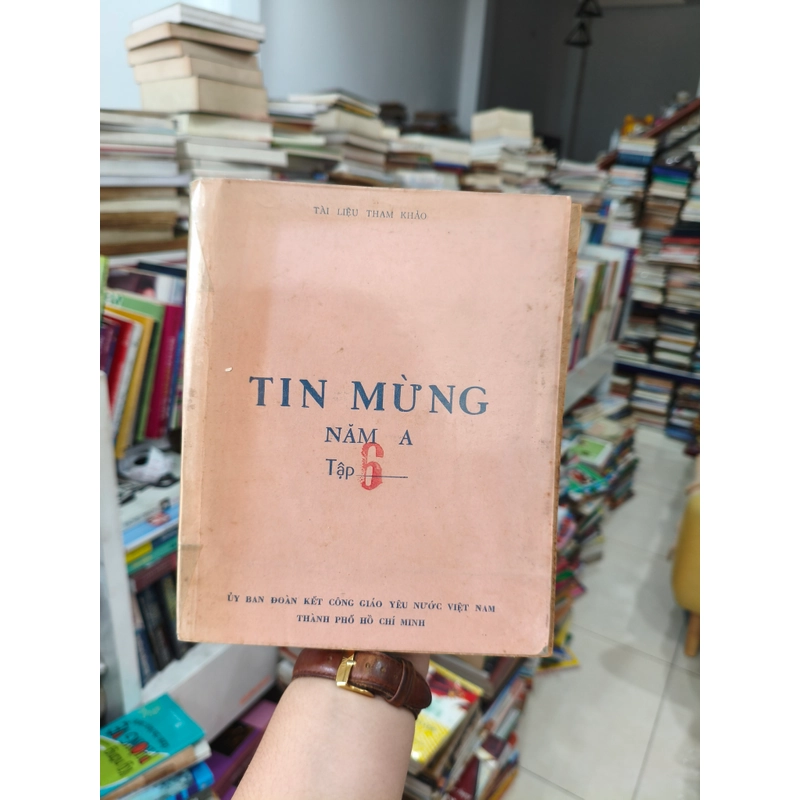 TÀI LIỆU THAM KHẢO
TIN MỪNG
NĂM A
Tập 6
ỦY BAN ĐOÀN KẾT CÔNG GIÁO YÊU NƯỚC VIỆT NAM
THÀNH PHỐ HỒ CHÍ MINH